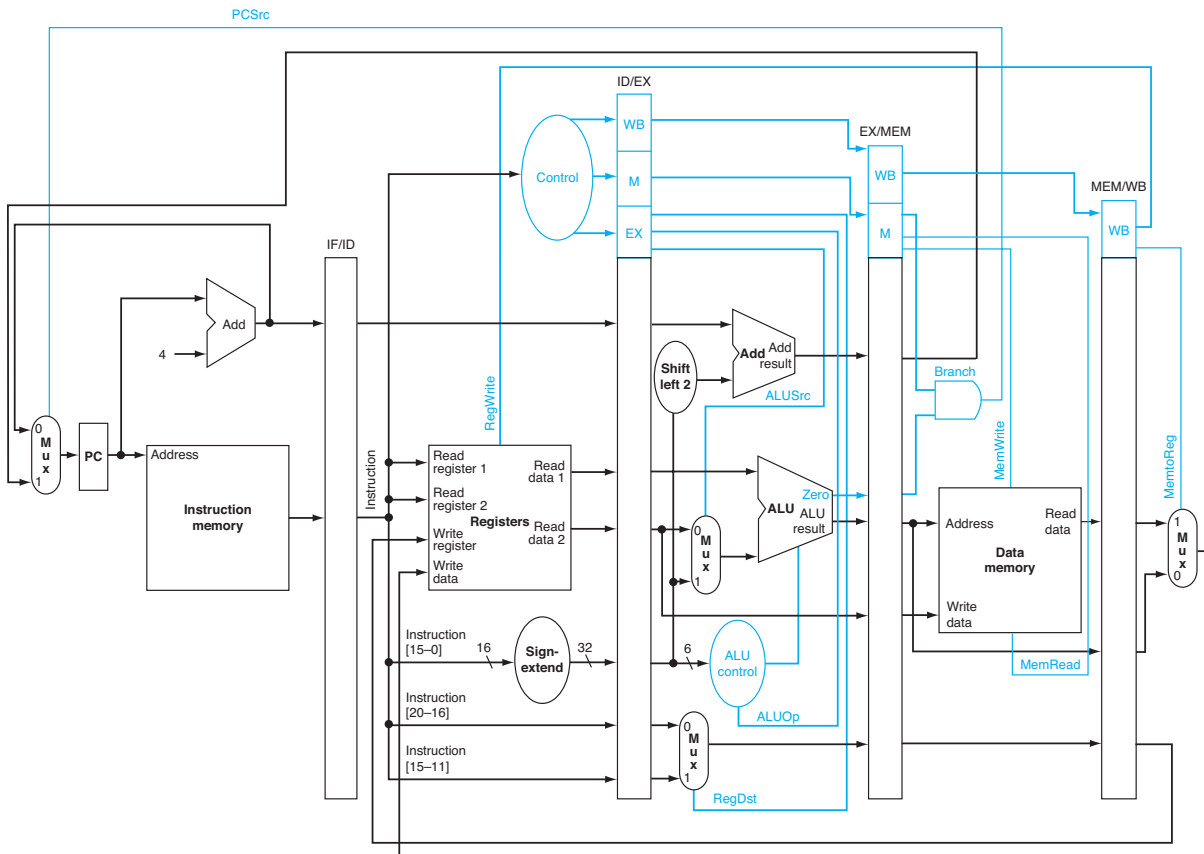 PCSrc
ID/EX
WB
EX/MEM
Control
M
WB
MEM/WB
EX
M
WB
IF/ID
Add
4
Add
Add
result
Shift
left 2
Branch
ALUSrc
RegWrite
MemWrite
MemtoReg
0
M
u
x
1
PC
Address
Instruction
memory
Instruction
Read
register 1
Read
data 1
Read
register 2
Registers
Read
data 2
Write
register
Write
data
0
M
u
x
1
Zero
ALU
ALU
result
Address
Read
data
Data
memory
Write
data
1
M
u
x
0
Instruction
[15–0]
16
Sign-
extend
32
6
ALU
control
MemRead
Instruction
[20–16]
ALUOp
0
M
u
x
1
Instruction
[15–11]
RegDst